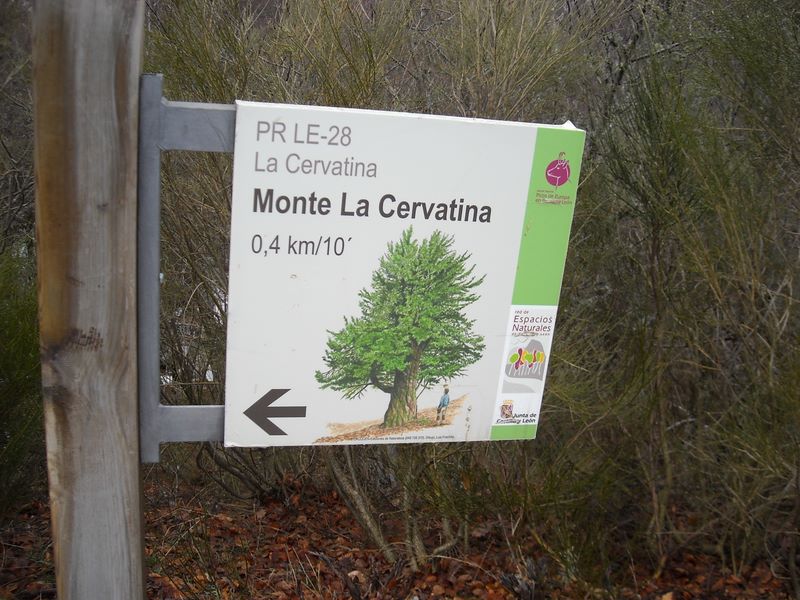 PR LE-28
La Cervatina
Monte La Cervatina
0,4 km/10´
Picos de Europa
red de
Espacios
Naturales
Junta de
Castilla y León